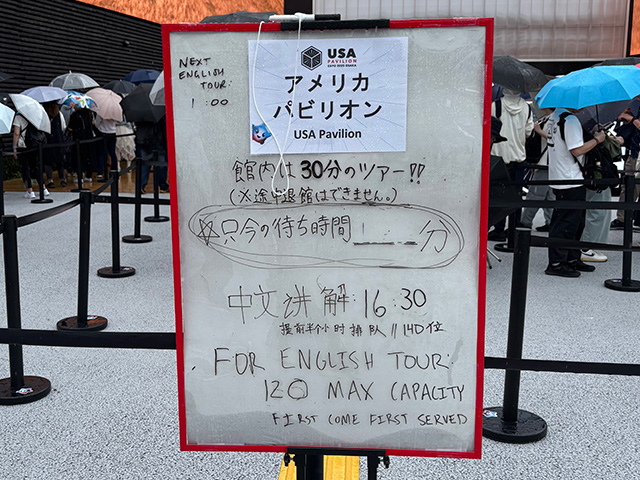 NEXT
ENGLISH
TOUR:
1:00
USA
PAVILION
EXPO 2025 OSAKA
アメリカ
パビリオン
USA Pavilion
館内は30分のツアー!!
(※途中退館はできません。)
☆只今の待ち時間____分
中文讲解:16:30
提前半个时排队 // 140位
FOR ENGLISH TOUR:
120 MAX CAPACITY
FIRST COME FIRST SERVED